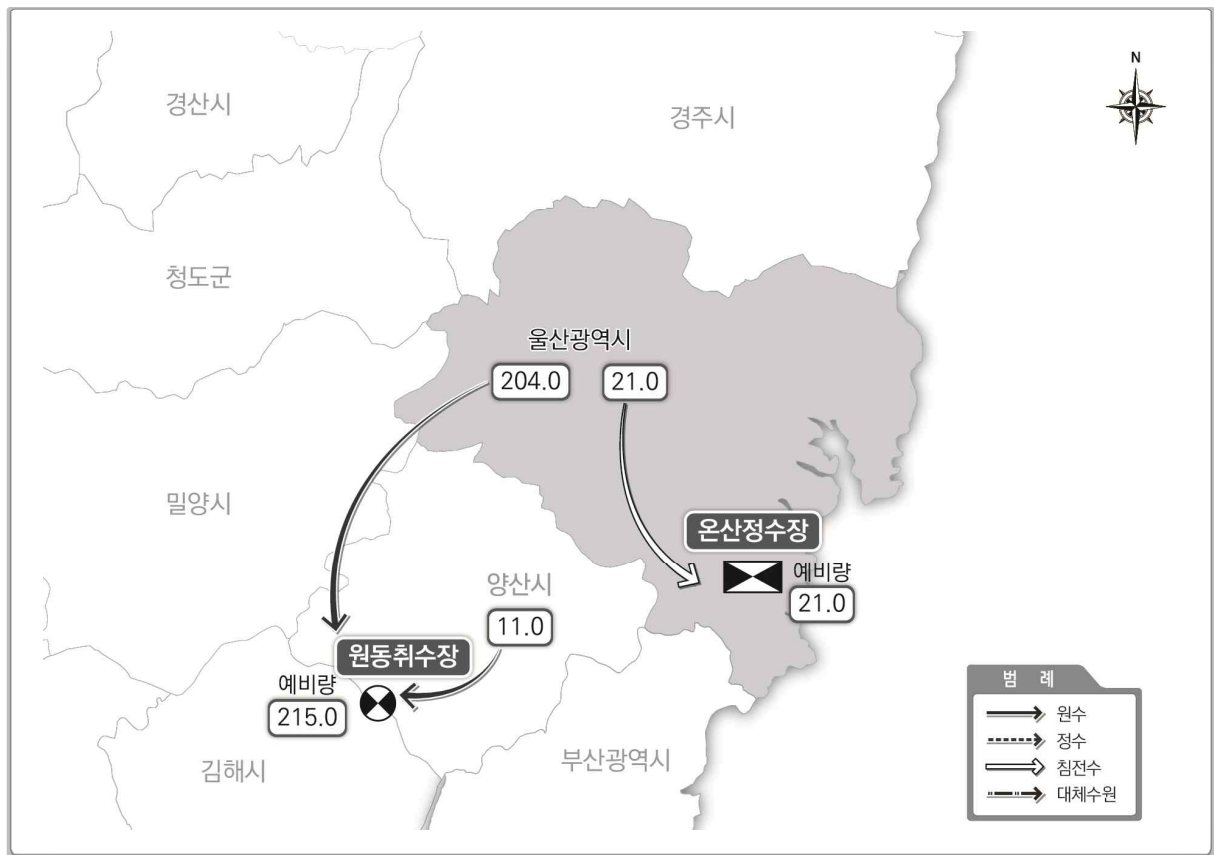 N
경산시
경주시
청도군
울산광역시
204.0
21.0
밀양시
온산정수장
예비량
21.0
양산시
11.0
원동취수장
예비량
215.0
김해시
부산광역시
범 례
원수
정수
침전수
대체수원